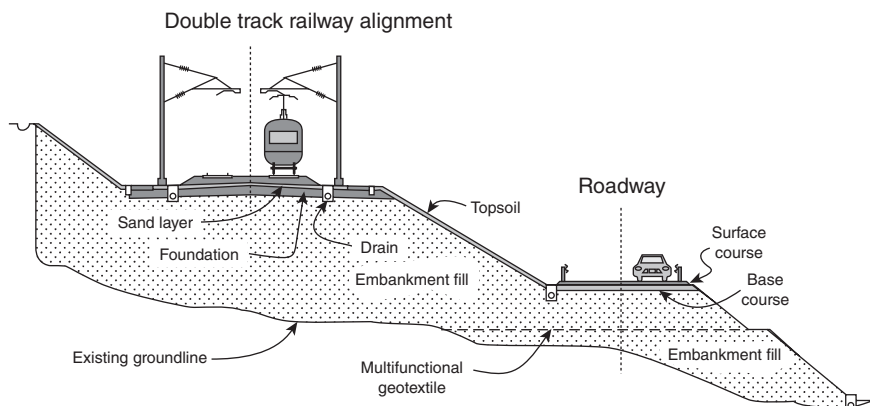 Double track railway alignment
Roadway
Sand layer
Topsoil
Surface
course
Foundation
Drain
Embankment fill
Base
course
Existing groundline
Multifunctional
geotextile
Embankment fill